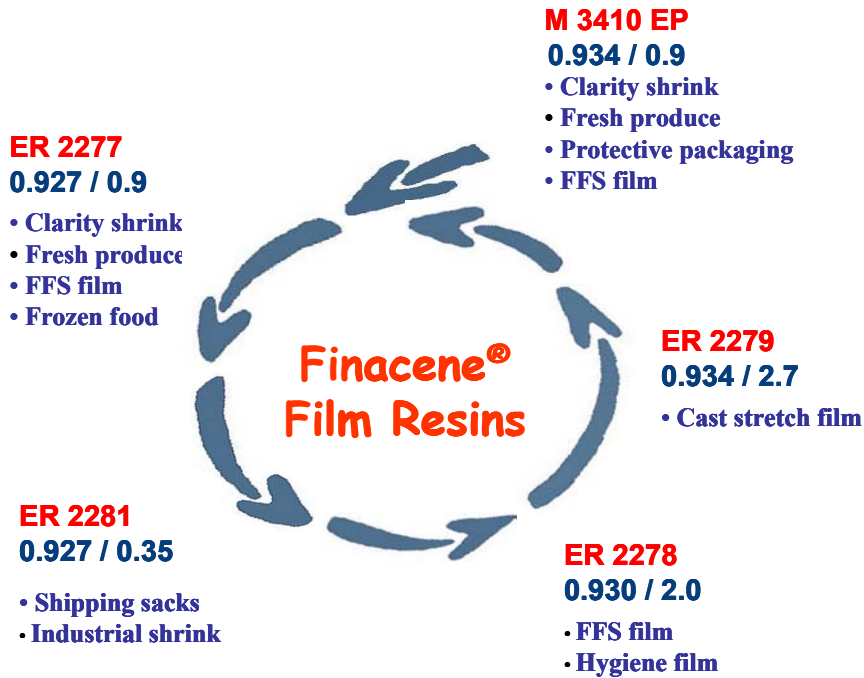 M 3410 EP
0.934 / 0.9
• Clarity shrink
• Fresh produce
• Protective packaging
• FFS film
ER 2277
0.927 / 0.9
• Clarity shrink
• Fresh produce
• FFS film
• Frozen food
Finacene®
Film Resins
ER 2279
0.934 / 2.7
• Cast stretch film
ER 2281
0.927 / 0.35
• Shipping sacks
• Industrial shrink
ER 2278
0.930 / 2.0
• FFS film
• Hygiene film